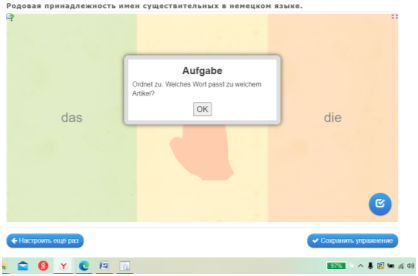 Родовая принадлежность имен существительных в немецком языке.
Aufgabe
Ordnet zu. Welches Wort passt zu welchem
Artikel?
OK
das
die
Настроить ещё раз
Сохранить упражнение
97%